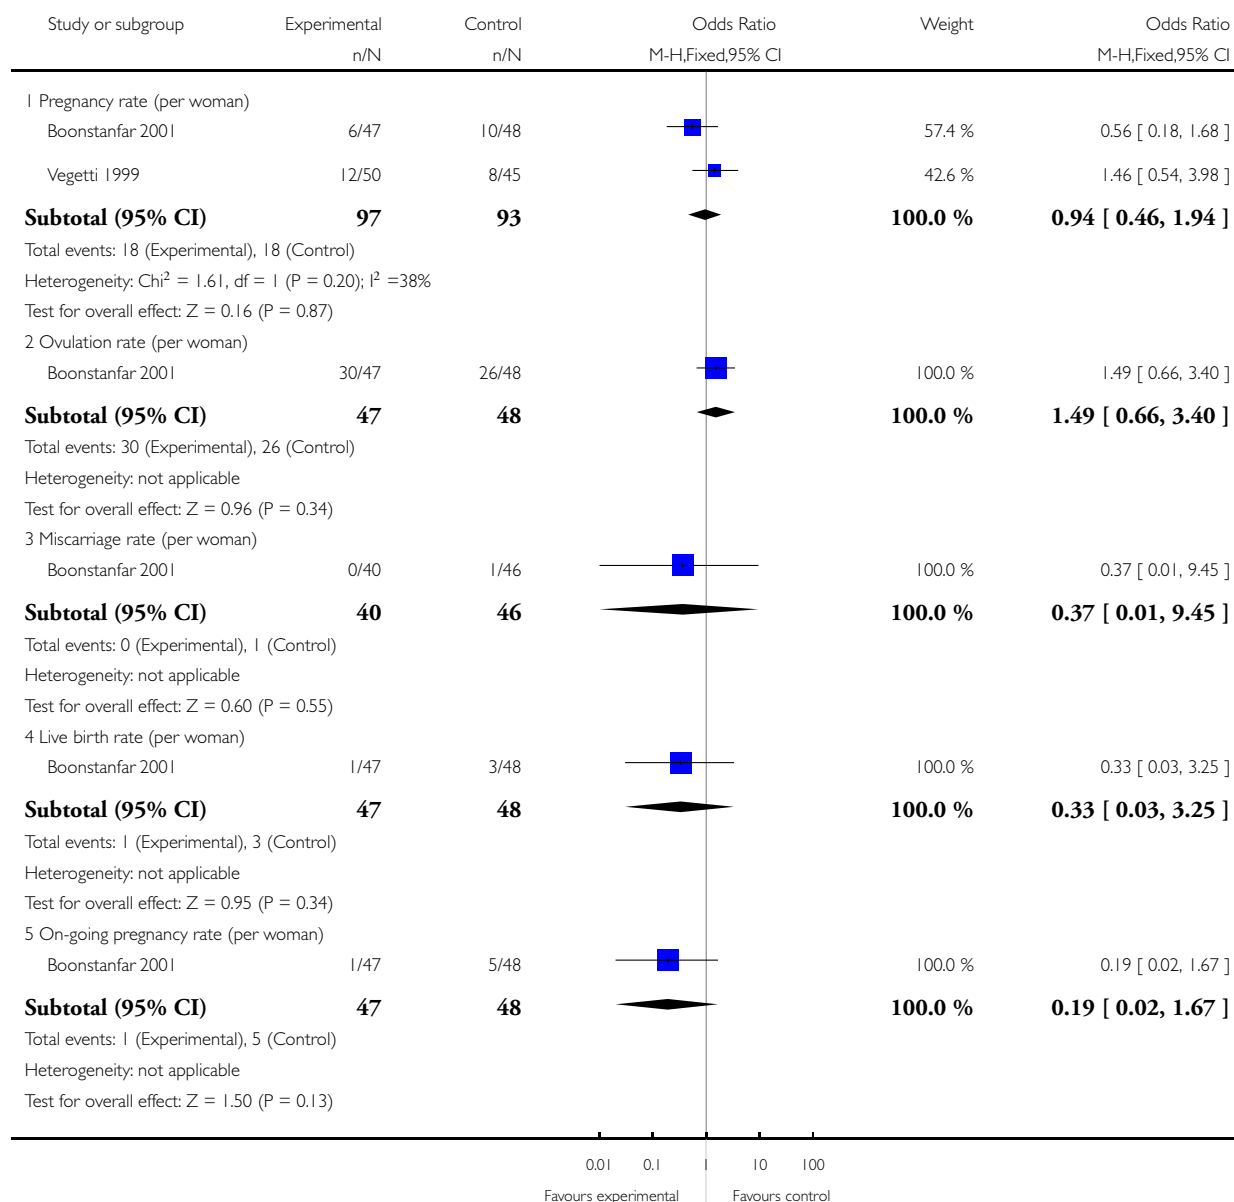 Study or subgroup Experimental Control Odds Ratio Weight Odds Ratio
n/N n/N M-H,Fixed,95% CI M-H,Fixed,95% CI
1 Pregnancy rate (per woman)
Boonstanfar 2001 6/47 10/48 57.4 % 0.56 [ 0.18, 1.68 ]
Vegetti 1999 12/50 8/45 42.6 % 1.46 [ 0.54, 3.98 ]
Subtotal (95% CI) 97 93 100.0 % 0.94 [ 0.46, 1.94 ]
Total events: 18 (Experimental), 18 (Control)
Heterogeneity: Chi² = 1.61, df = 1 (P = 0.20); I² =38%
Test for overall effect: Z = 0.16 (P = 0.87)
2 Ovulation rate (per woman)
Boonstanfar 2001 30/47 26/48 100.0 % 1.49 [ 0.66, 3.40 ]
Subtotal (95% CI) 47 48 100.0 % 1.49 [ 0.66, 3.40 ]
Total events: 30 (Experimental), 26 (Control)
Heterogeneity: not applicable
Test for overall effect: Z = 0.96 (P = 0.34)
3 Miscarriage rate (per woman)
Boonstanfar 2001 0/40 1/46 100.0 % 0.37 [ 0.01, 9.45 ]
Subtotal (95% CI) 40 46 100.0 % 0.37 [ 0.01, 9.45 ]
Total events: 0 (Experimental), 1 (Control)
Heterogeneity: not applicable
Test for overall effect: Z = 0.60 (P = 0.55)
4 Live birth rate (per woman)
Boonstanfar 2001 1/47 3/48 100.0 % 0.33 [ 0.03, 3.25 ]
Subtotal (95% CI) 47 48 100.0 % 0.33 [ 0.03, 3.25 ]
Total events: 1 (Experimental), 3 (Control)
Heterogeneity: not applicable
Test for overall effect: Z = 0.95 (P = 0.34)
5 On-going pregnancy rate (per woman)
Boonstanfar 2001 1/47 5/48 100.0 % 0.19 [ 0.02, 1.67 ]
Subtotal (95% CI) 47 48 100.0 % 0.19 [ 0.02, 1.67 ]
Total events: 1 (Experimental), 5 (Control)
Heterogeneity: not applicable
Test for overall effect: Z = 1.50 (P = 0.13)
0.01 0.1 1 10 100
Favours experimental Favours control